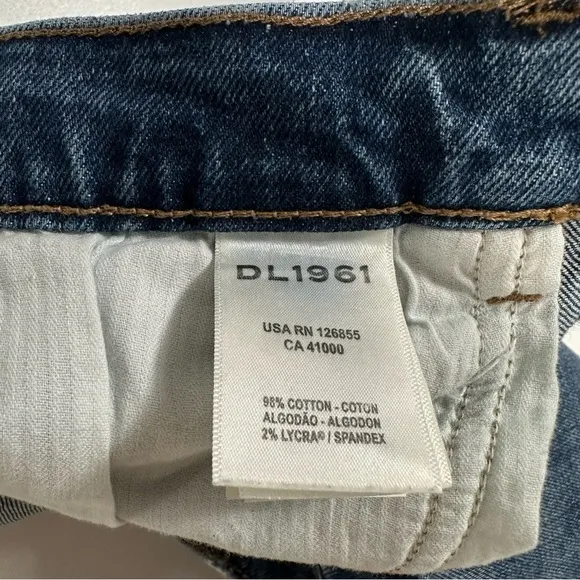 DL1961
USA RN 126855
CA 41000
98% COTTON - COTON
ALGODÃO - ALGODON
2% LYCRA® / SPANDEX